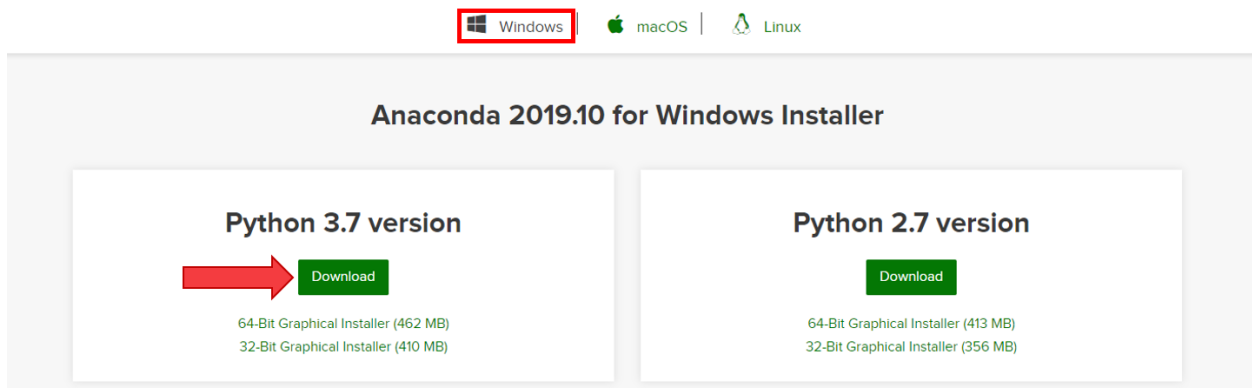 Windows macOS Linux
Anaconda 2019.10 for Windows Installer
Python 3.7 version
Download
64-Bit Graphical Installer (462 MB)
32-Bit Graphical Installer (410 MB)
Python 2.7 version
Download
64-Bit Graphical Installer (413 MB)
32-Bit Graphical Installer (356 MB)